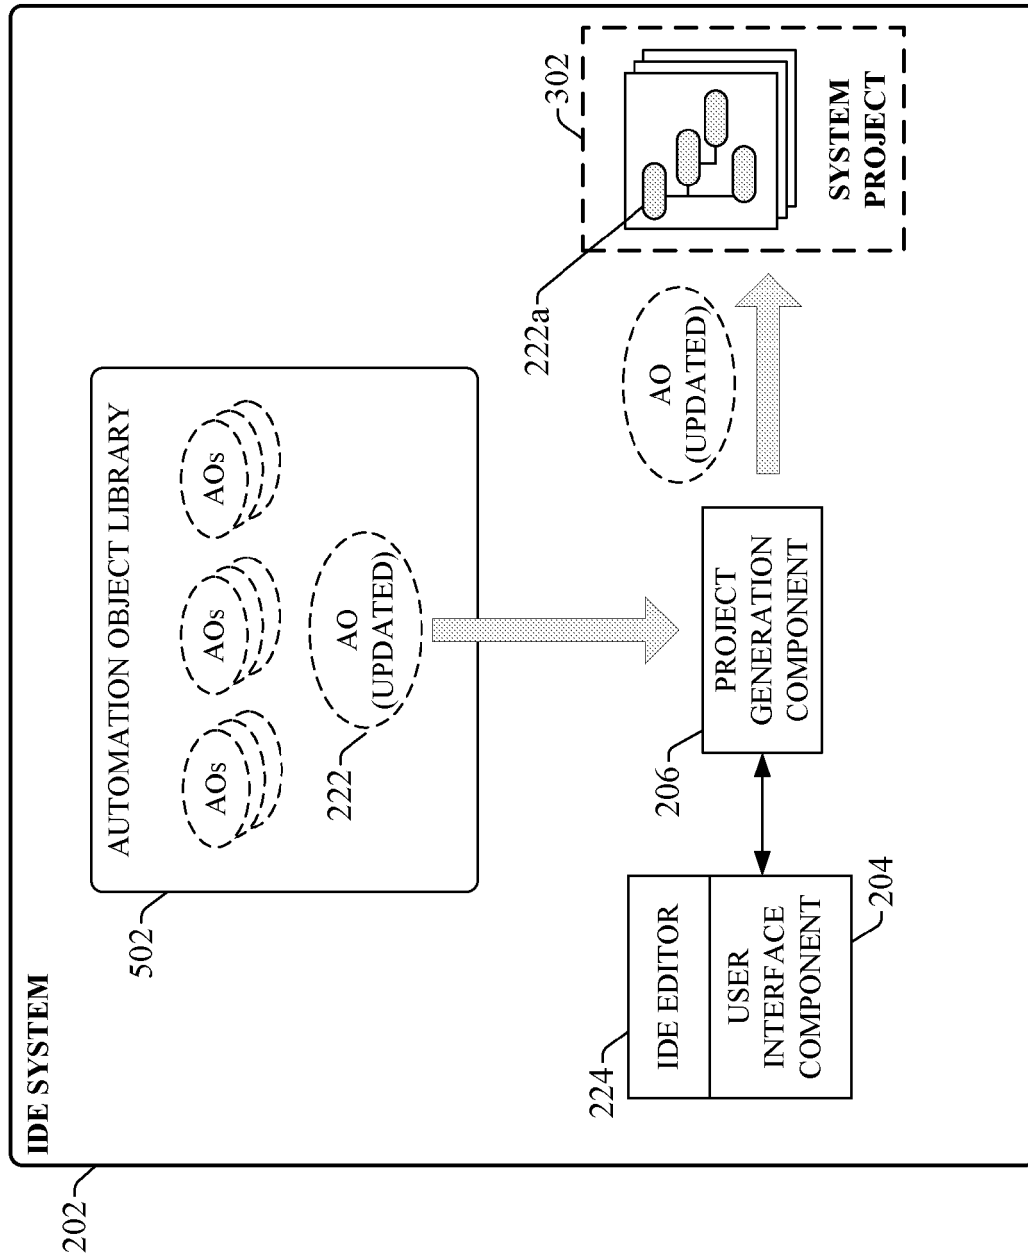 202
IDE SYSTEM
502
AUTOMATION OBJECT LIBRARY
AOs
AOs
AOs
222
AO
(UPDATED)
224
IDE EDITOR
USER
INTERFACE
COMPONENT
204
206
PROJECT
GENERATION
COMPONENT
AO
(UPDATED)
222a
302
SYSTEM
PROJECT